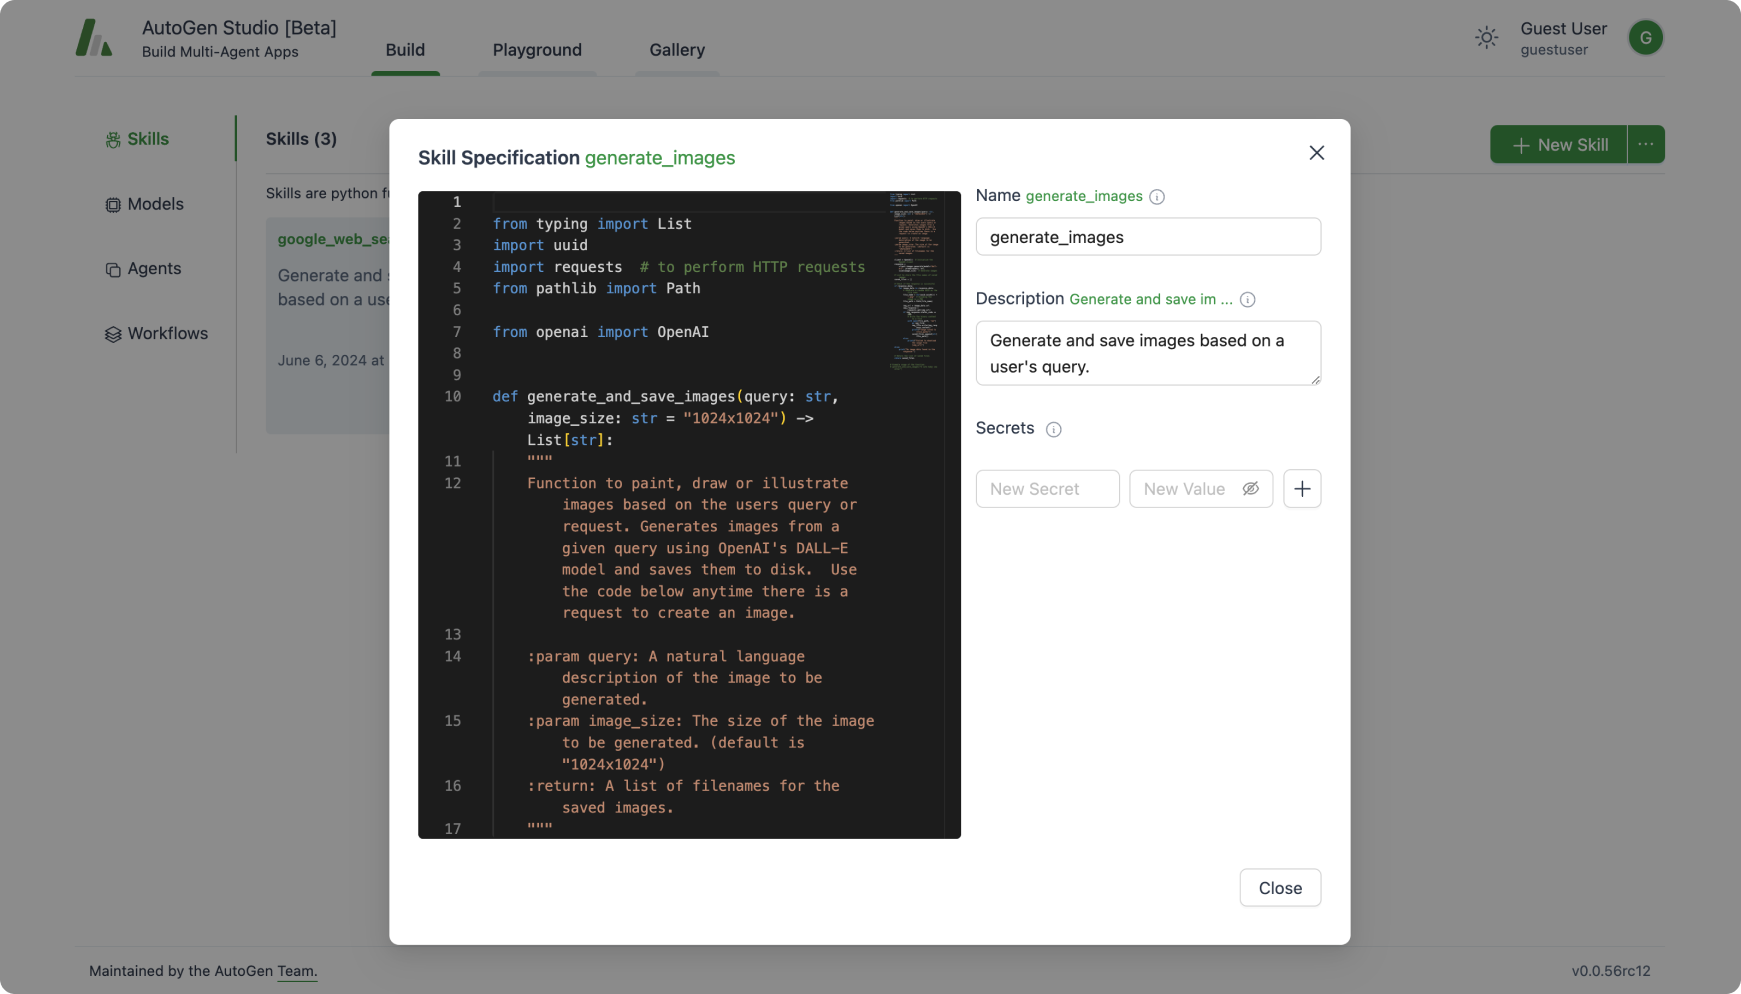 AutoGen Studio [Beta]
Build Multi-Agent Apps
Build
Playground
Gallery
Guest User
guestuser
G
Skills
Models
Agents
Workflows
Skills (3)
Skills are python
google_web_se
Generate and
based on a use
June 6, 2024 at
New Skill
Skill Specification generate_images
1
2 from typing import List
3 import uuid
4 import requests  # to perform HTTP requests
5 from pathlib import Path
6
7 from openai import OpenAI
8
9
10 def generate_and_save_images(query: str,
image_size: str = "1024x1024") ->
List[str]:
11 """
12 Function to paint, draw or illustrate
images based on the users query or
request. Generates images from a
given query using OpenAI's DALL-E
model and saves them to disk.  Use
the code below anytime there is a
request to create an image.
13
14 :param query: A natural language
description of the image to be
generated.
15 :param image_size: The size of the image
to be generated. (default is
"1024x1024")
16 :return: A list of filenames for the
saved images.
17 """
Name generate_images
generate_images
Description Generate and save im ...
Generate and save images based on a
user's query.
Secrets
New Secret
New Value
Close
Maintained by the AutoGen Team.
v0.0.56rc12